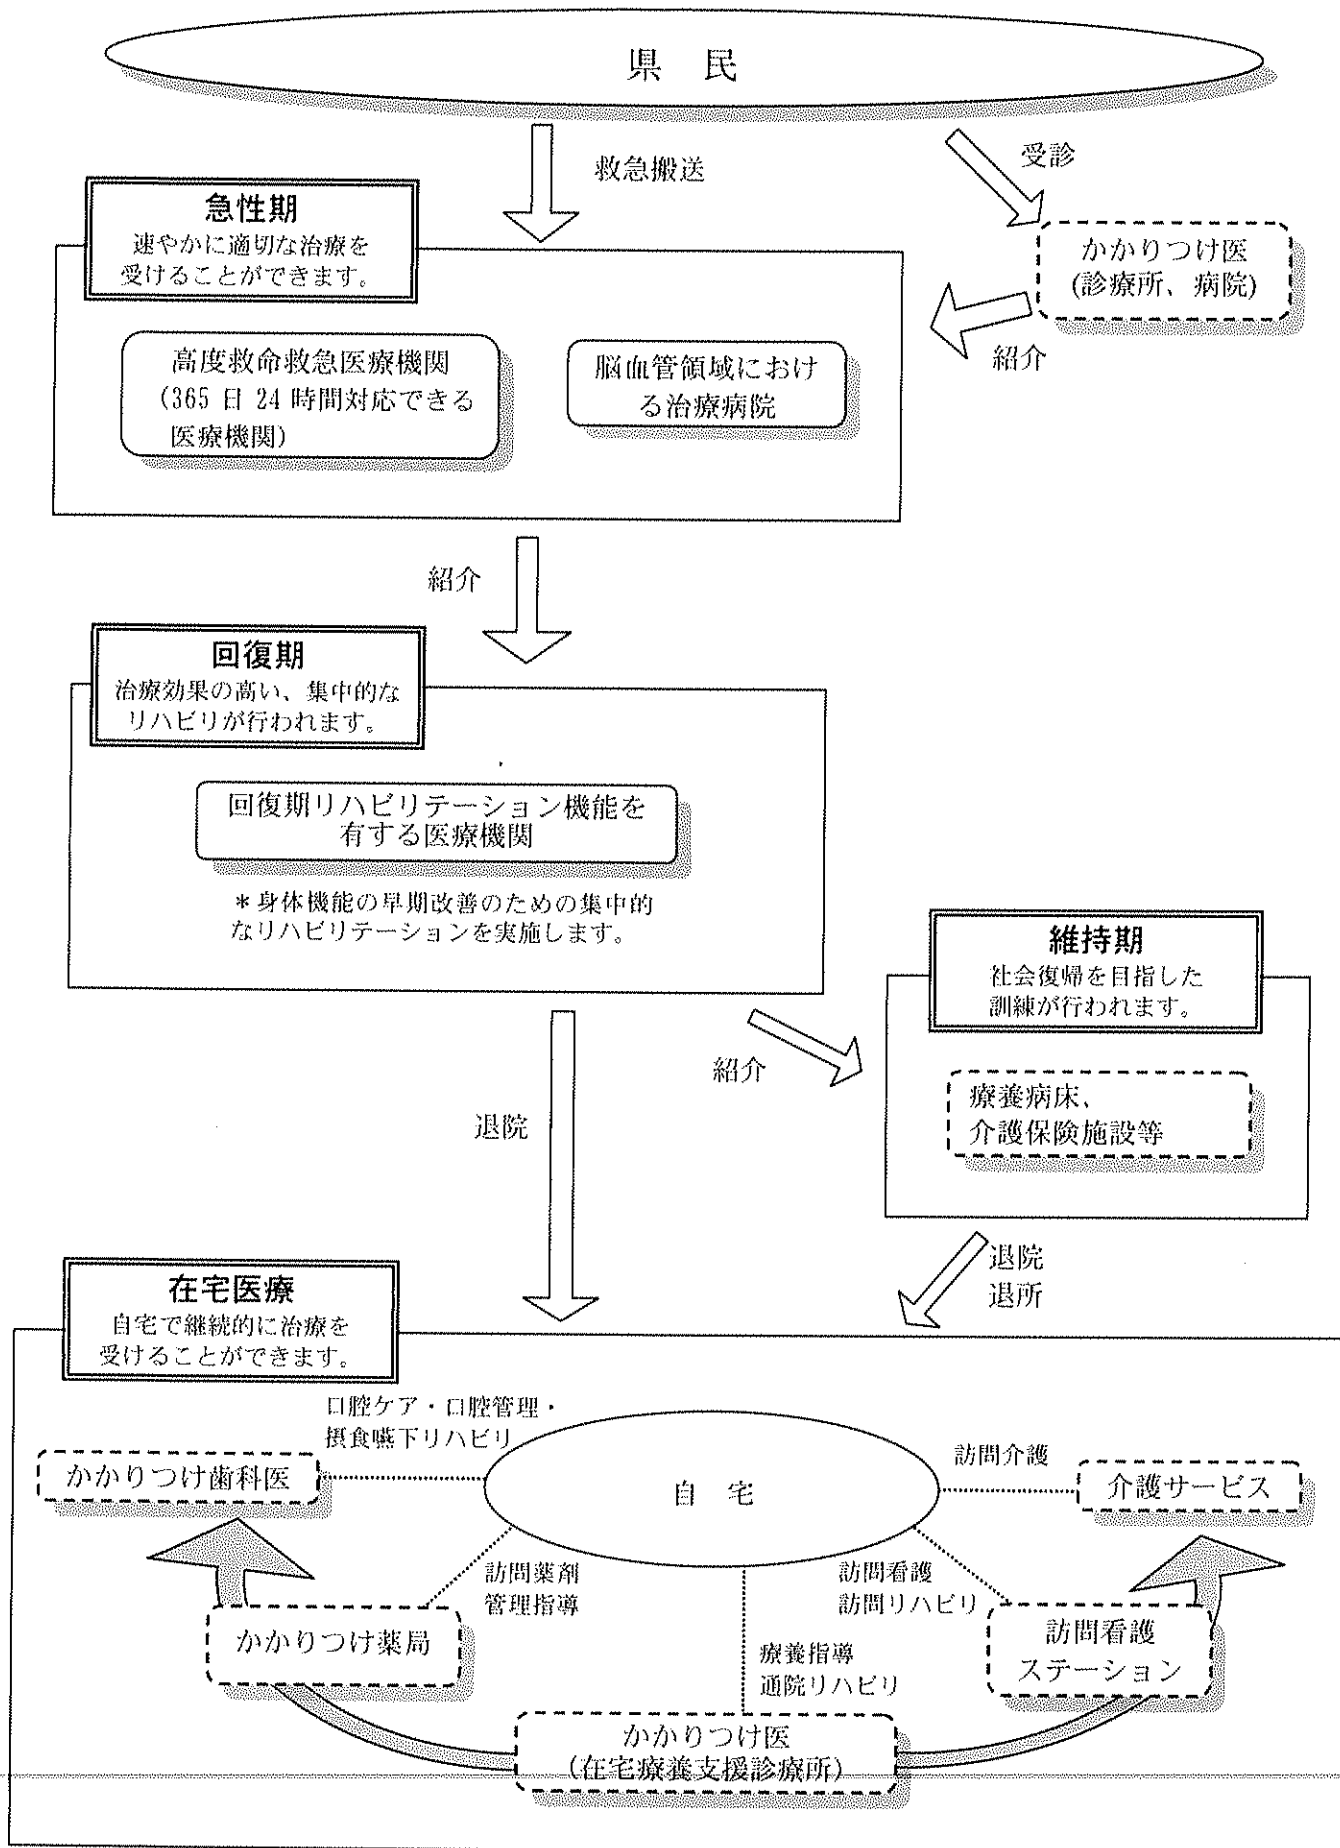 県 民
救急搬送
受診
急性期
速やかに適切な治療を
受けることができます。
かかりつけ医
(診療所、病院)
紹介
高度救命救急医療機関
(365 日 24 時間対応できる
医療機関)
脳血管領域におけ
る治療病院
紹介
回復期
治療効果の高い、集中的な
リハビリが行われます。
回復期リハビリテーション機能を
有する医療機関
*身体機能の早期改善のための集中的
なリハビリテーションを実施します。
維持期
社会復帰を目指した
訓練が行われます。
紹介
療養病床、
介護保険施設等
退院
退院
退所
在宅医療
自宅で継続的に治療を
受けることができます。
口腔ケア・口腔管理・
摂食嚥下リハビリ
かかりつけ歯科医
自 宅
訪問介護
介護サービス
訪問薬剤
管理指導
訪問看護
訪問リハビリ
かかりつけ薬局
療養指導
通院リハビリ
訪問看護
ステーション
かかりつけ医
(在宅療養支援診療所)